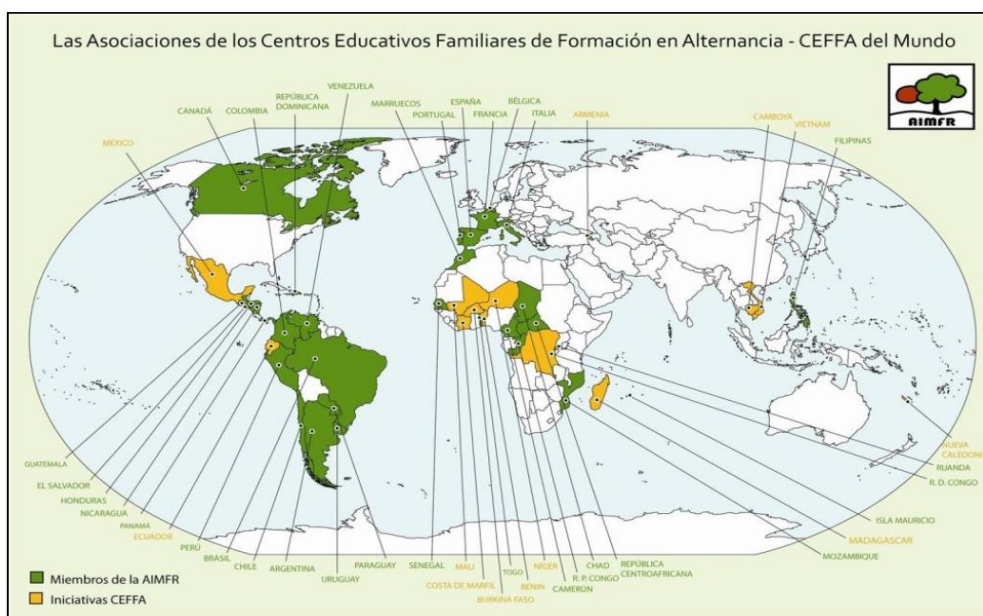 Las Asociaciones de los Centros Educativos Familiares de Formación en Alternancia - CEFFA del Mundo
AIMFR
VENEZUELA
REPÚBLICA
DOMINICANA
COLOMBIA
CANADÁ
MÉXICO
MARRUECOS
PORTUGAL
ESPAÑA
FRANCIA
BÉLGICA
ITALIA
ARMENIA
CAMBOYA
VIETNAM
FILIPINAS
GUATEMALA
EL SALVADOR
HONDURAS
NICARAGUA
PANAMÁ
ECUADOR
PERÚ
BRASIL
CHILE
ARGENTINA
URUGUAY
PARAGUAY
SENEGAL
MALI
COSTA DE MARFIL
BURKINA FASO
TOGO
BENIN
NÍGER
CAMERÚN
R. P. CONGO
CHAD
REPÚBLICA
CENTROAFRICANA
MOZAMBIQUE
MADAGASCAR
ISLA MAURICIO
R. D. CONGO
RUANDA
NUEVA
CALEDONI
Miembros de la AIMFR
Iniciativas CEFFA